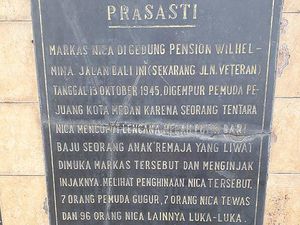 PRASASTI
MARKAS NICA DI GEDUNG PENSION WILHEL-
MINA JALAN BALI INI (SEKARANG JLN. VETERAN)
TANGGAL 13 OKTOBER 1945, DIGEMPUR PEMUDA PE-
JUANG KOTA MEDAN KARENA SEORANG TENTARA
NICA MENCOPOT LENCANA MERAH PUTIH DARI
BAJU SEORANG ANAK REMAJA YANG LIWAT
DIMUKA MARKAS TERSEBUT DAN MENGINJAK
INJAKNYA. MELIHAT PENGHINAAN NICA TERSEBUT,
7 ORANG PEMUDA GUGUR, 7 ORANG NICA TEWAS
DAN 96 ORANG NICA LAINNYA LUKA-LUKA.